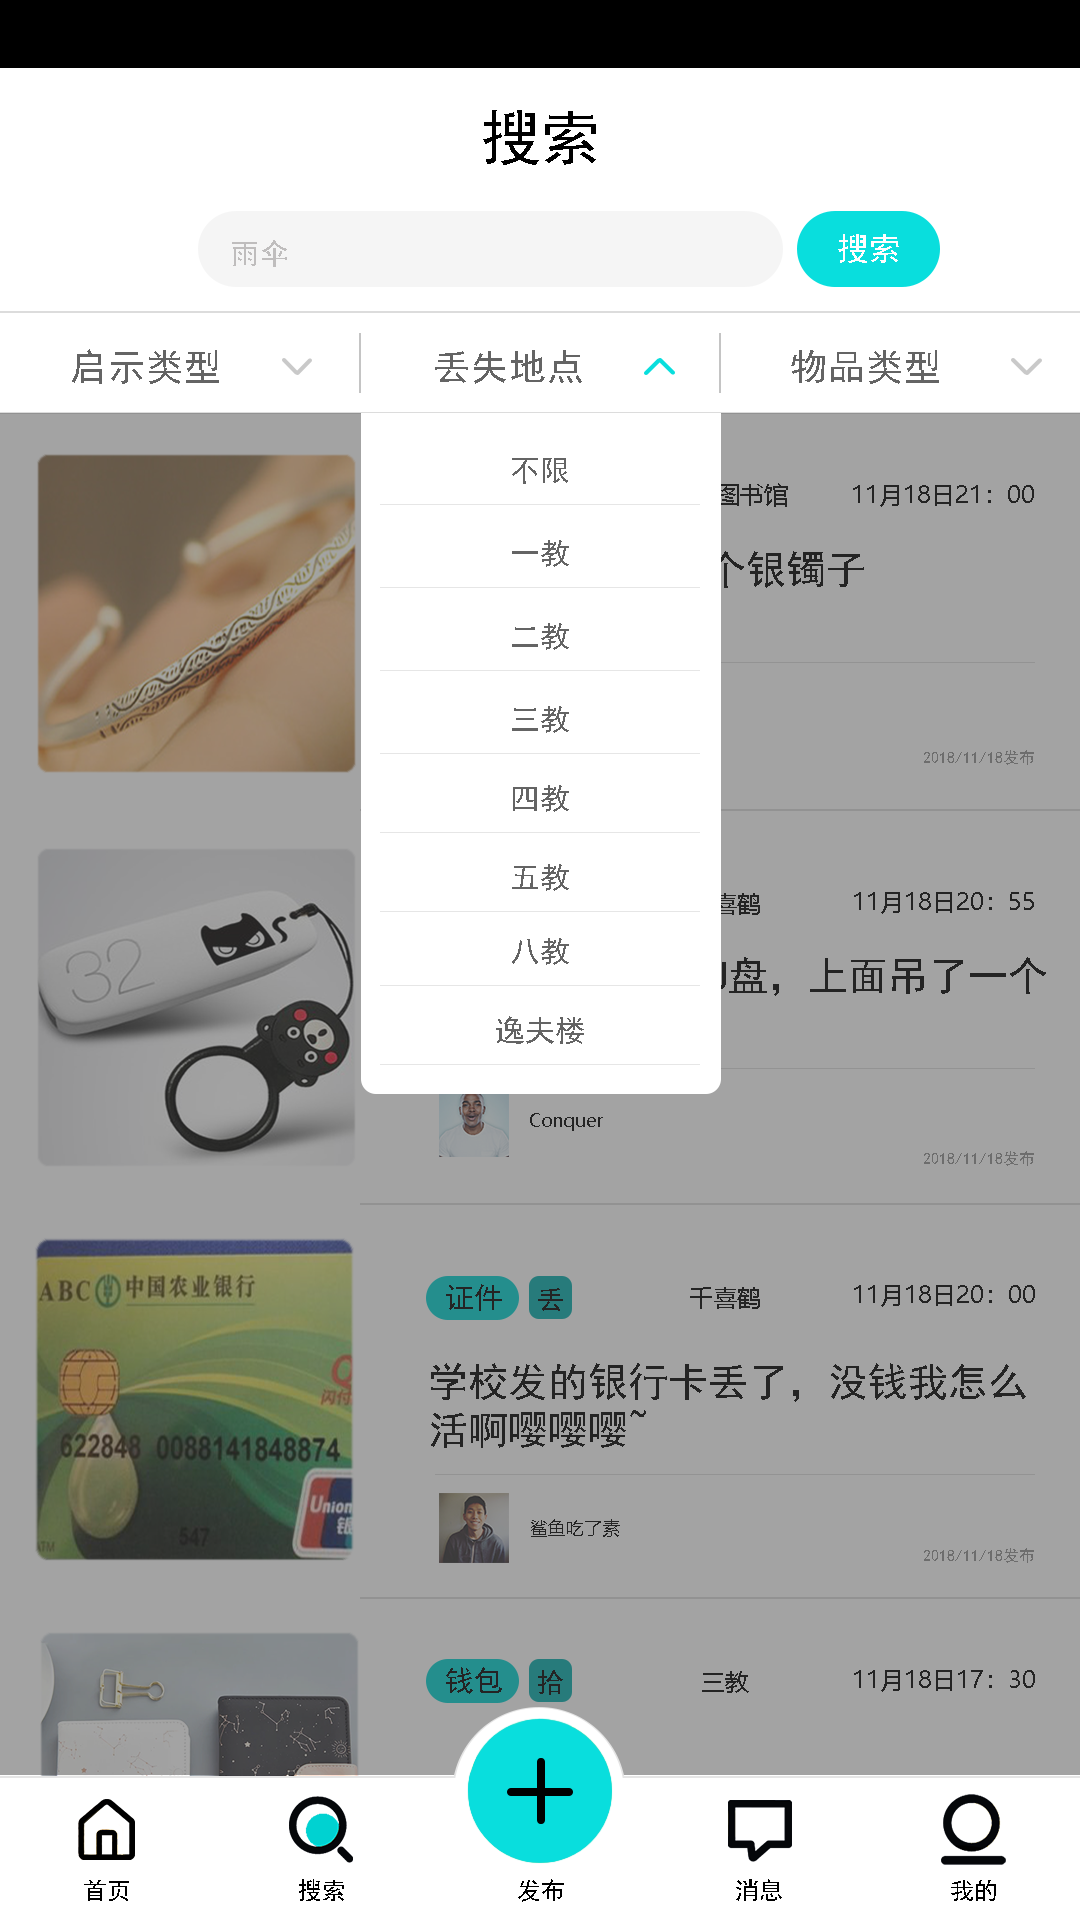 搜索
雨伞
搜索
启示类型
丢失地点
物品类型
不限
一教
二教
三教
四教
五教
八教
逸夫楼
图书馆
11月18日21：00
个银镯子
2018/11/18发布
32
喜鹤
11月18日20：55
盘，上面吊了一个
Conquer
2018/11/18发布
ABC 中国农业银行
闪付
622848 0088141848874
547
ATM
Union
银
证件
丢
千喜鹤
11月18日20：00
学校发的银行卡丢了，没钱我怎么
活啊嘤嘤嘤~
鲨鱼吃了素
2018/11/18发布
钱包
拾
三教
11月18日17：30
首页
搜索
发布
消息
我的